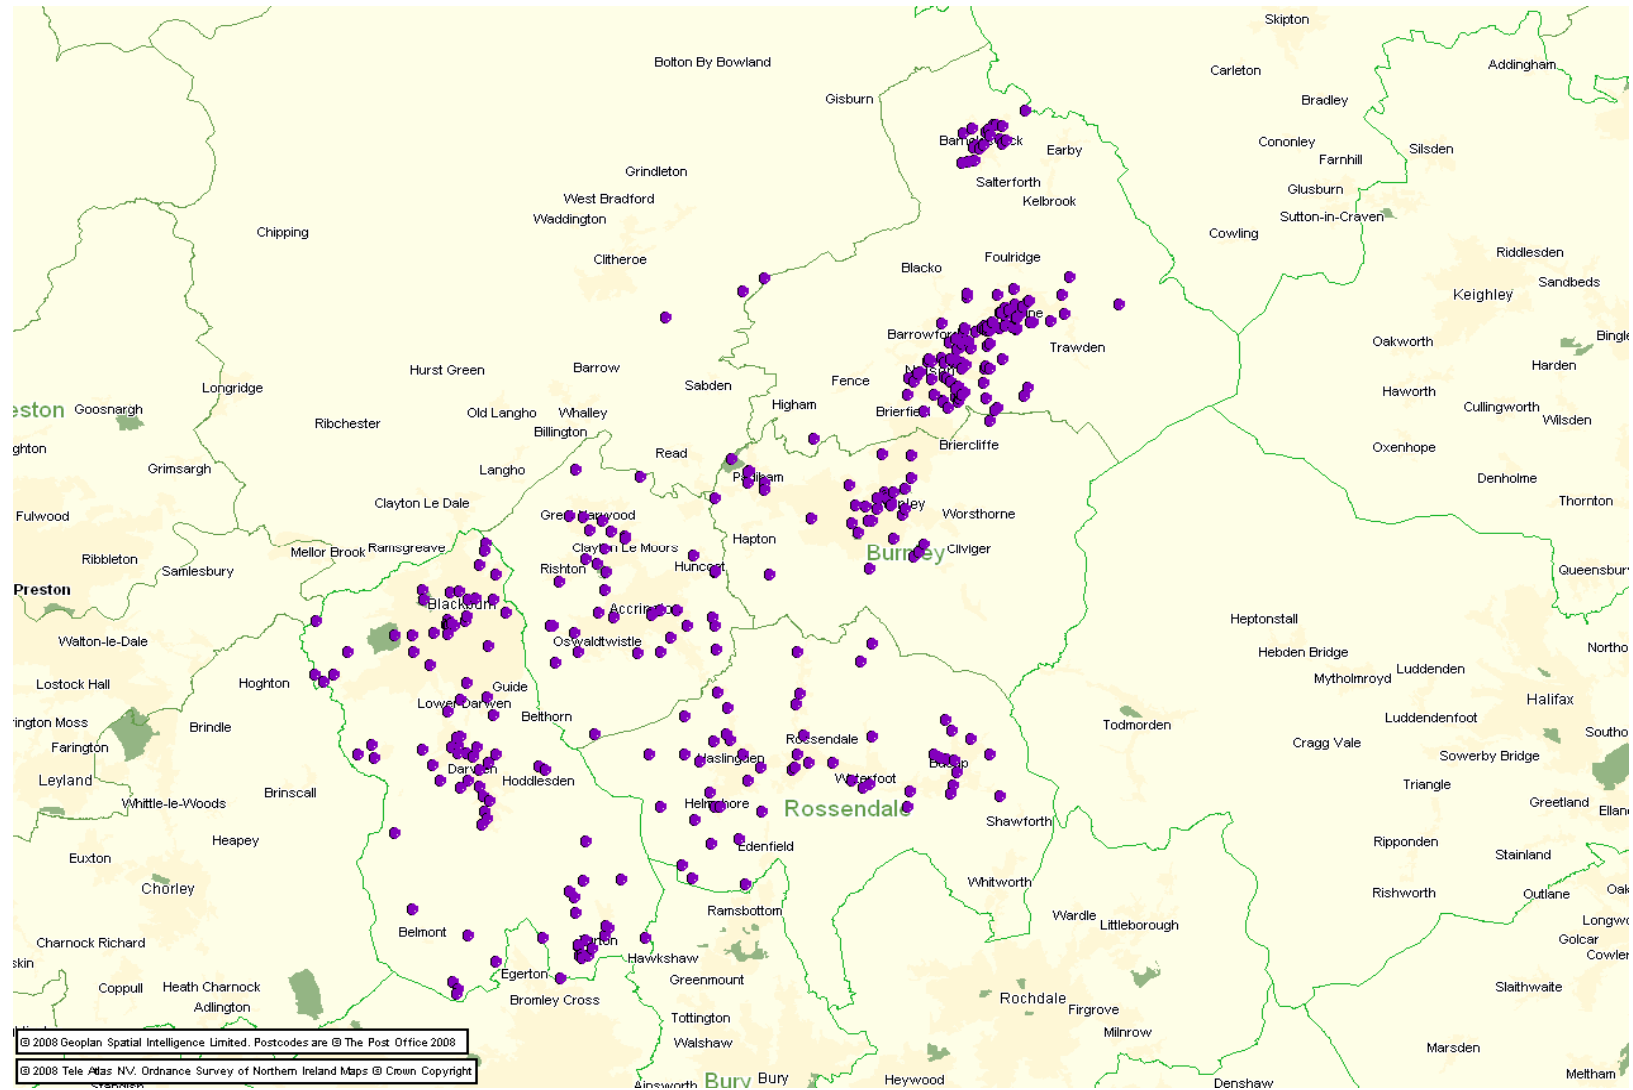 Skipton
Bolton By Bowland
Carleton
Addingham
Gisburn
Bradley
Earby
Cononley
Farnhill
Silsden
Grindleton
Salterforth
Glusburn
West Bradford
Kelbrook
Waddington
Sutton-in-Craven
Chipping
Cowling
Clitheroe
Foulridge
Riddlesden
Blacko
Sandbeds
Keighley
Trawden
Oakworth
Hurst Green
Barrow
Harden
Longridge
Sabden
Fence
Haworth
Higham
Goosnargh
Old Langho
Whalley
Cullingworth
Ribchester
Billington
Wilsden
Briercliffe
Oxenhope
Read
Grimsargh
Langho
Denholme
Clayton Le Dale
Thornton
Fulwood
Worsthorne
Hapton
Mellor Brook
Ramsgreave
Burnley
Cliviger
Ribbleton
Rishton
Samlesbury
Preston
Blackburn
Heptonstall
Walton-le-Dale
Oswaldtwistle
Hebden Bridge
Luddenden
Mytholmroyd
Lostock Hall
Hoghton
Guide
Halifax
Lower Darwen
Belthorn
Luddendenfoot
Brindle
Todmorden
Rossendale
Cragg Vale
Farington
Haslingden
Sowerby Bridge
Leyland
Darwen
Hoddlesden
Waterfoot
Triangle
Brinscall
Whittle-le-Woods
Helmshore
Rossendale
Greetland
Shawforth
Heapey
Edenfield
Ripponden
Euxton
Stainland
Chorley
Whitworth
Rishworth
Outlane
Ramsbottom
Wardle
Littleborough
Belmont
Charnock Richard
Golcar
Hawkshaw
Egerton
Greenmount
Coppull
Heath Charnock
Bromley Cross
Rochdale
Slaithwaite
Adlington
Firgrove
Tottington
Milnrow
© 2008 Geoplan Spatial Intelligence Limited. Postcodes are © The Post Office 2008
Walshaw
Marsden
© 2008 Tele Atlas NV. Ordnance Survey of Northern Ireland Maps © Crown Copyright
Bury
Bury
Heywood
Denshaw
Meltham